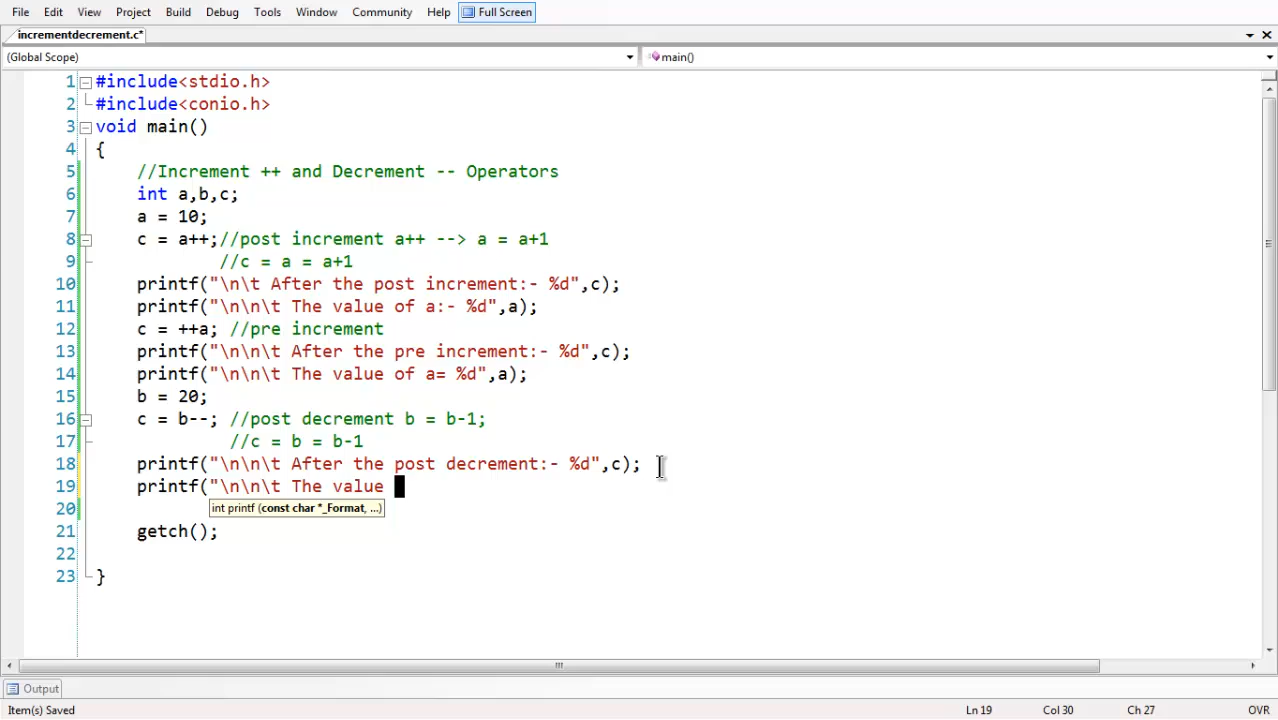 File Edit View Project Build Debug Tools Window Community Help Full Screen
incrementdecrement.c*
(Global Scope) main()
1 #include<stdio.h>
2 #include<conio.h>
3 void main()
4 {
5 //Increment ++ and Decrement -- Operators
6 int a,b,c;
7 a = 10;
8 c = a++;//post increment a++ --> a = a+1
9 //c = a = a+1
10 printf("\n\t After the post increment:- %d",c);
11 printf("\n\n\t The value of a:- %d",a);
12 c = ++a; //pre increment
13 printf("\n\n\t After the pre increment:- %d",c);
14 printf("\n\n\t The value of a= %d",a);
15 b = 20;
16 c = b--; //post decrement b = b-1;
17 //c = b = b-1
18 printf("\n\n\t After the post decrement:- %d",c);
19 printf("\n\n\t The value
20 int printf (const char *_Format, ...)
21 getch();
22
23 }
Output
Item(s) Saved Ln 19 Col 30 Ch 27 OVR